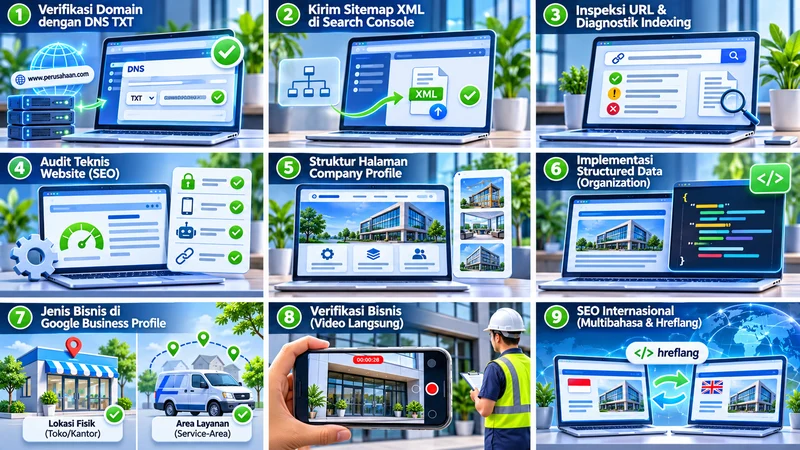 1 Verifikasi Domain
dengan DNS TXT
www.perusahaan.com
DNS
TXT
2 Kirim Sitemap XML
di Search Console
XML
3 Inspeksi URL &
Diagnostik Indexing
4 Audit Teknis
Website (SEO)
5 Struktur Halaman
Company Profile
6 Implementasi
Structured Data
(Organization)
</>
{
}
7 Jenis Bisnis di
Google Business Profile
Lokasi Fisik
(Toko/Kantor)
Area Layanan
(Service-Area)
8 Verifikasi Bisnis
(Video Langsung)
00:00:28
9 SEO Internasional
(Multibahasa & Hreflang)
</> hreflang